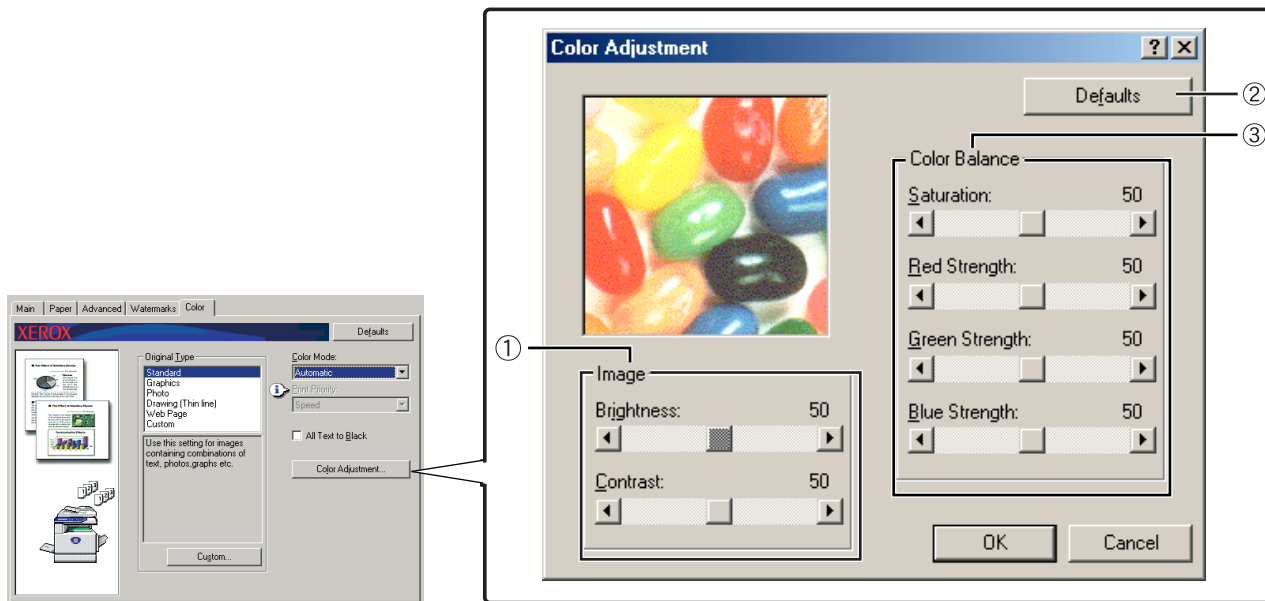 Main Paper Advanced Watermarks Color
XEROX
Defaults
Original Type
Standard
Graphics
Photo
Drawing (Thin line)
Web Page
Custom
Use this setting for images
containing combinations of
text, photos,graphs etc.
Custom...
Color Mode:
Automatic
Print Priority:
Speed
All Text to Black
Color Adjustment...
Color Adjustment
Defaults
②
③
Color Balance
Saturation: 50
Red Strength: 50
Green Strength: 50
Blue Strength: 50
①
Image
Brightness: 50
Contrast: 50
OK Cancel